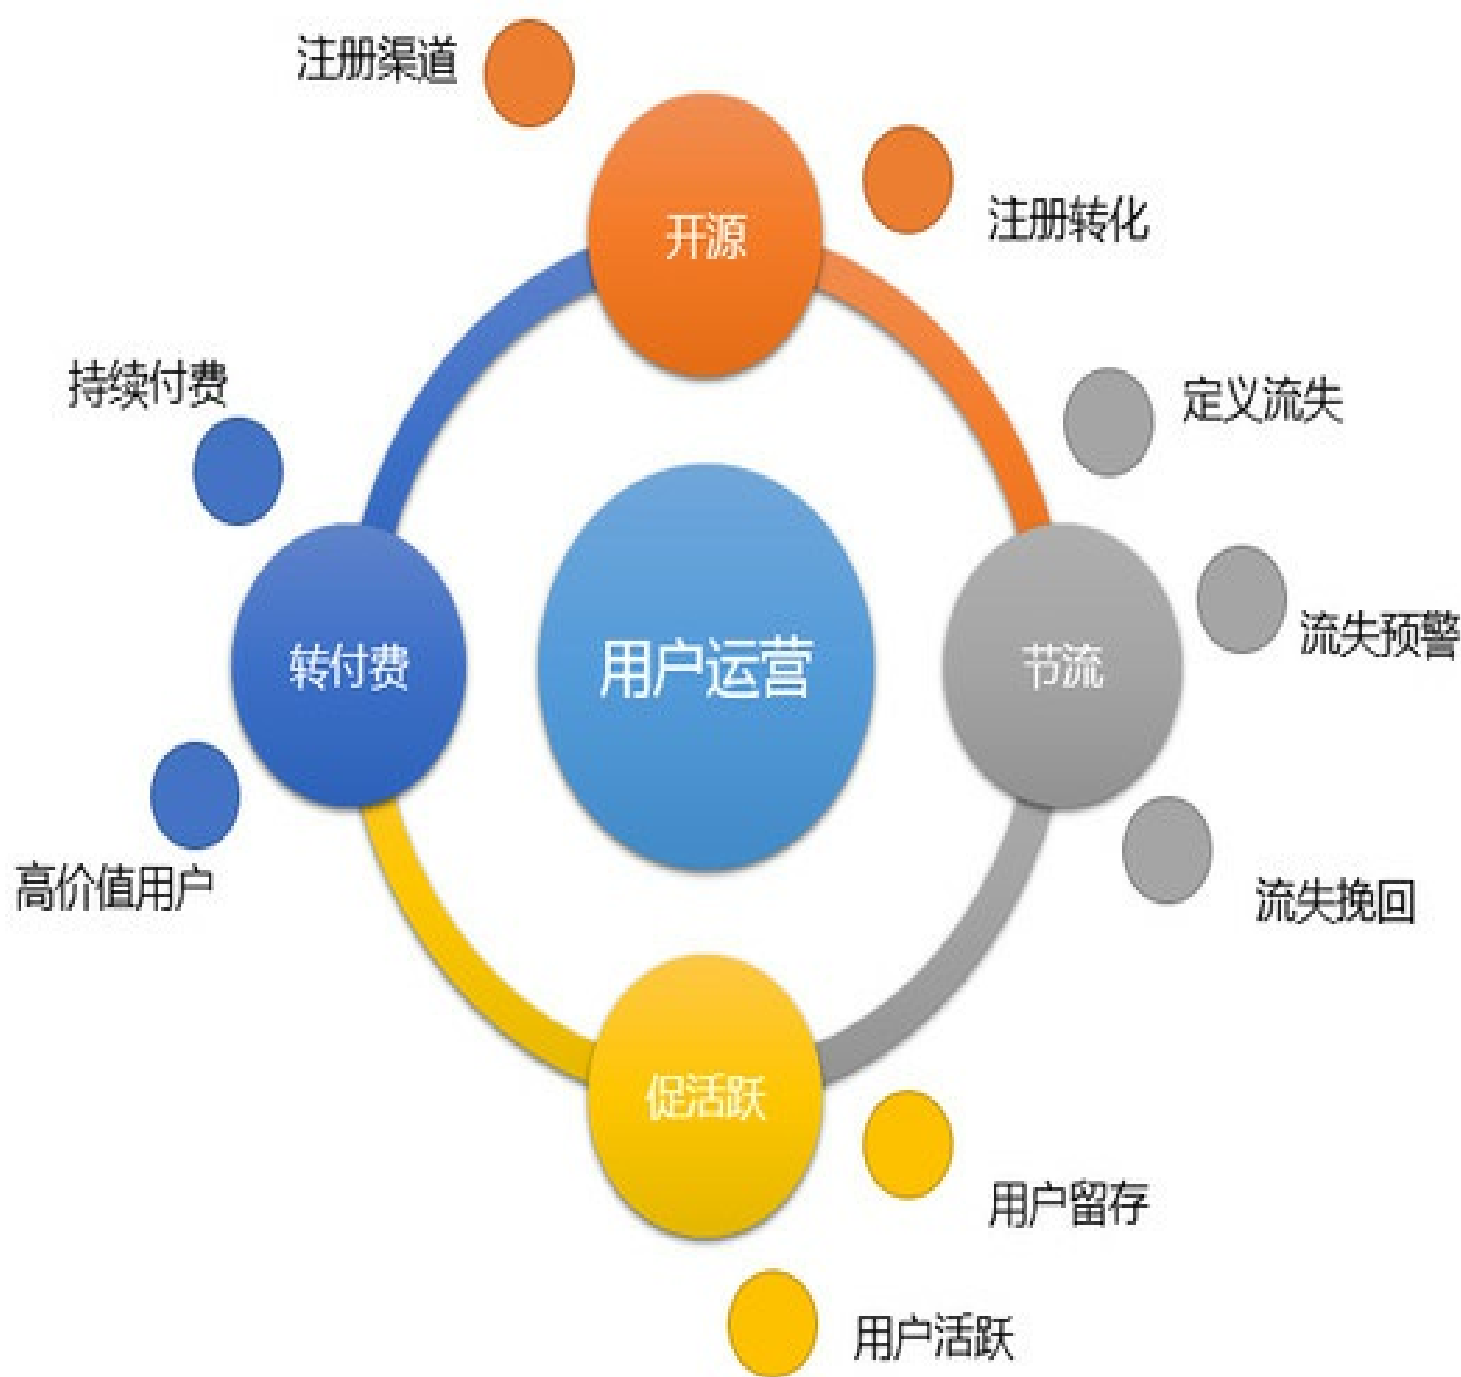 注册渠道
注册转化
开源
持续付费
定义流失
流失预警
转付费
用户运营
节流
高价值用户
流失挽回
促活跃
用户留存
用户活跃